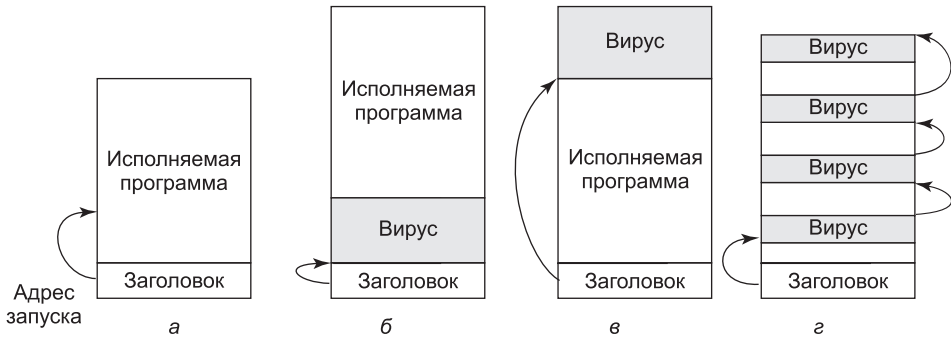 Исполняемая
программа
Заголовок
Адрес
запуска
а
Исполняемая
программа
Вирус
Заголовок
б
Вирус
Исполняемая
программа
Заголовок
в
Вирус
Вирус
Вирус
Вирус
Заголовок
г